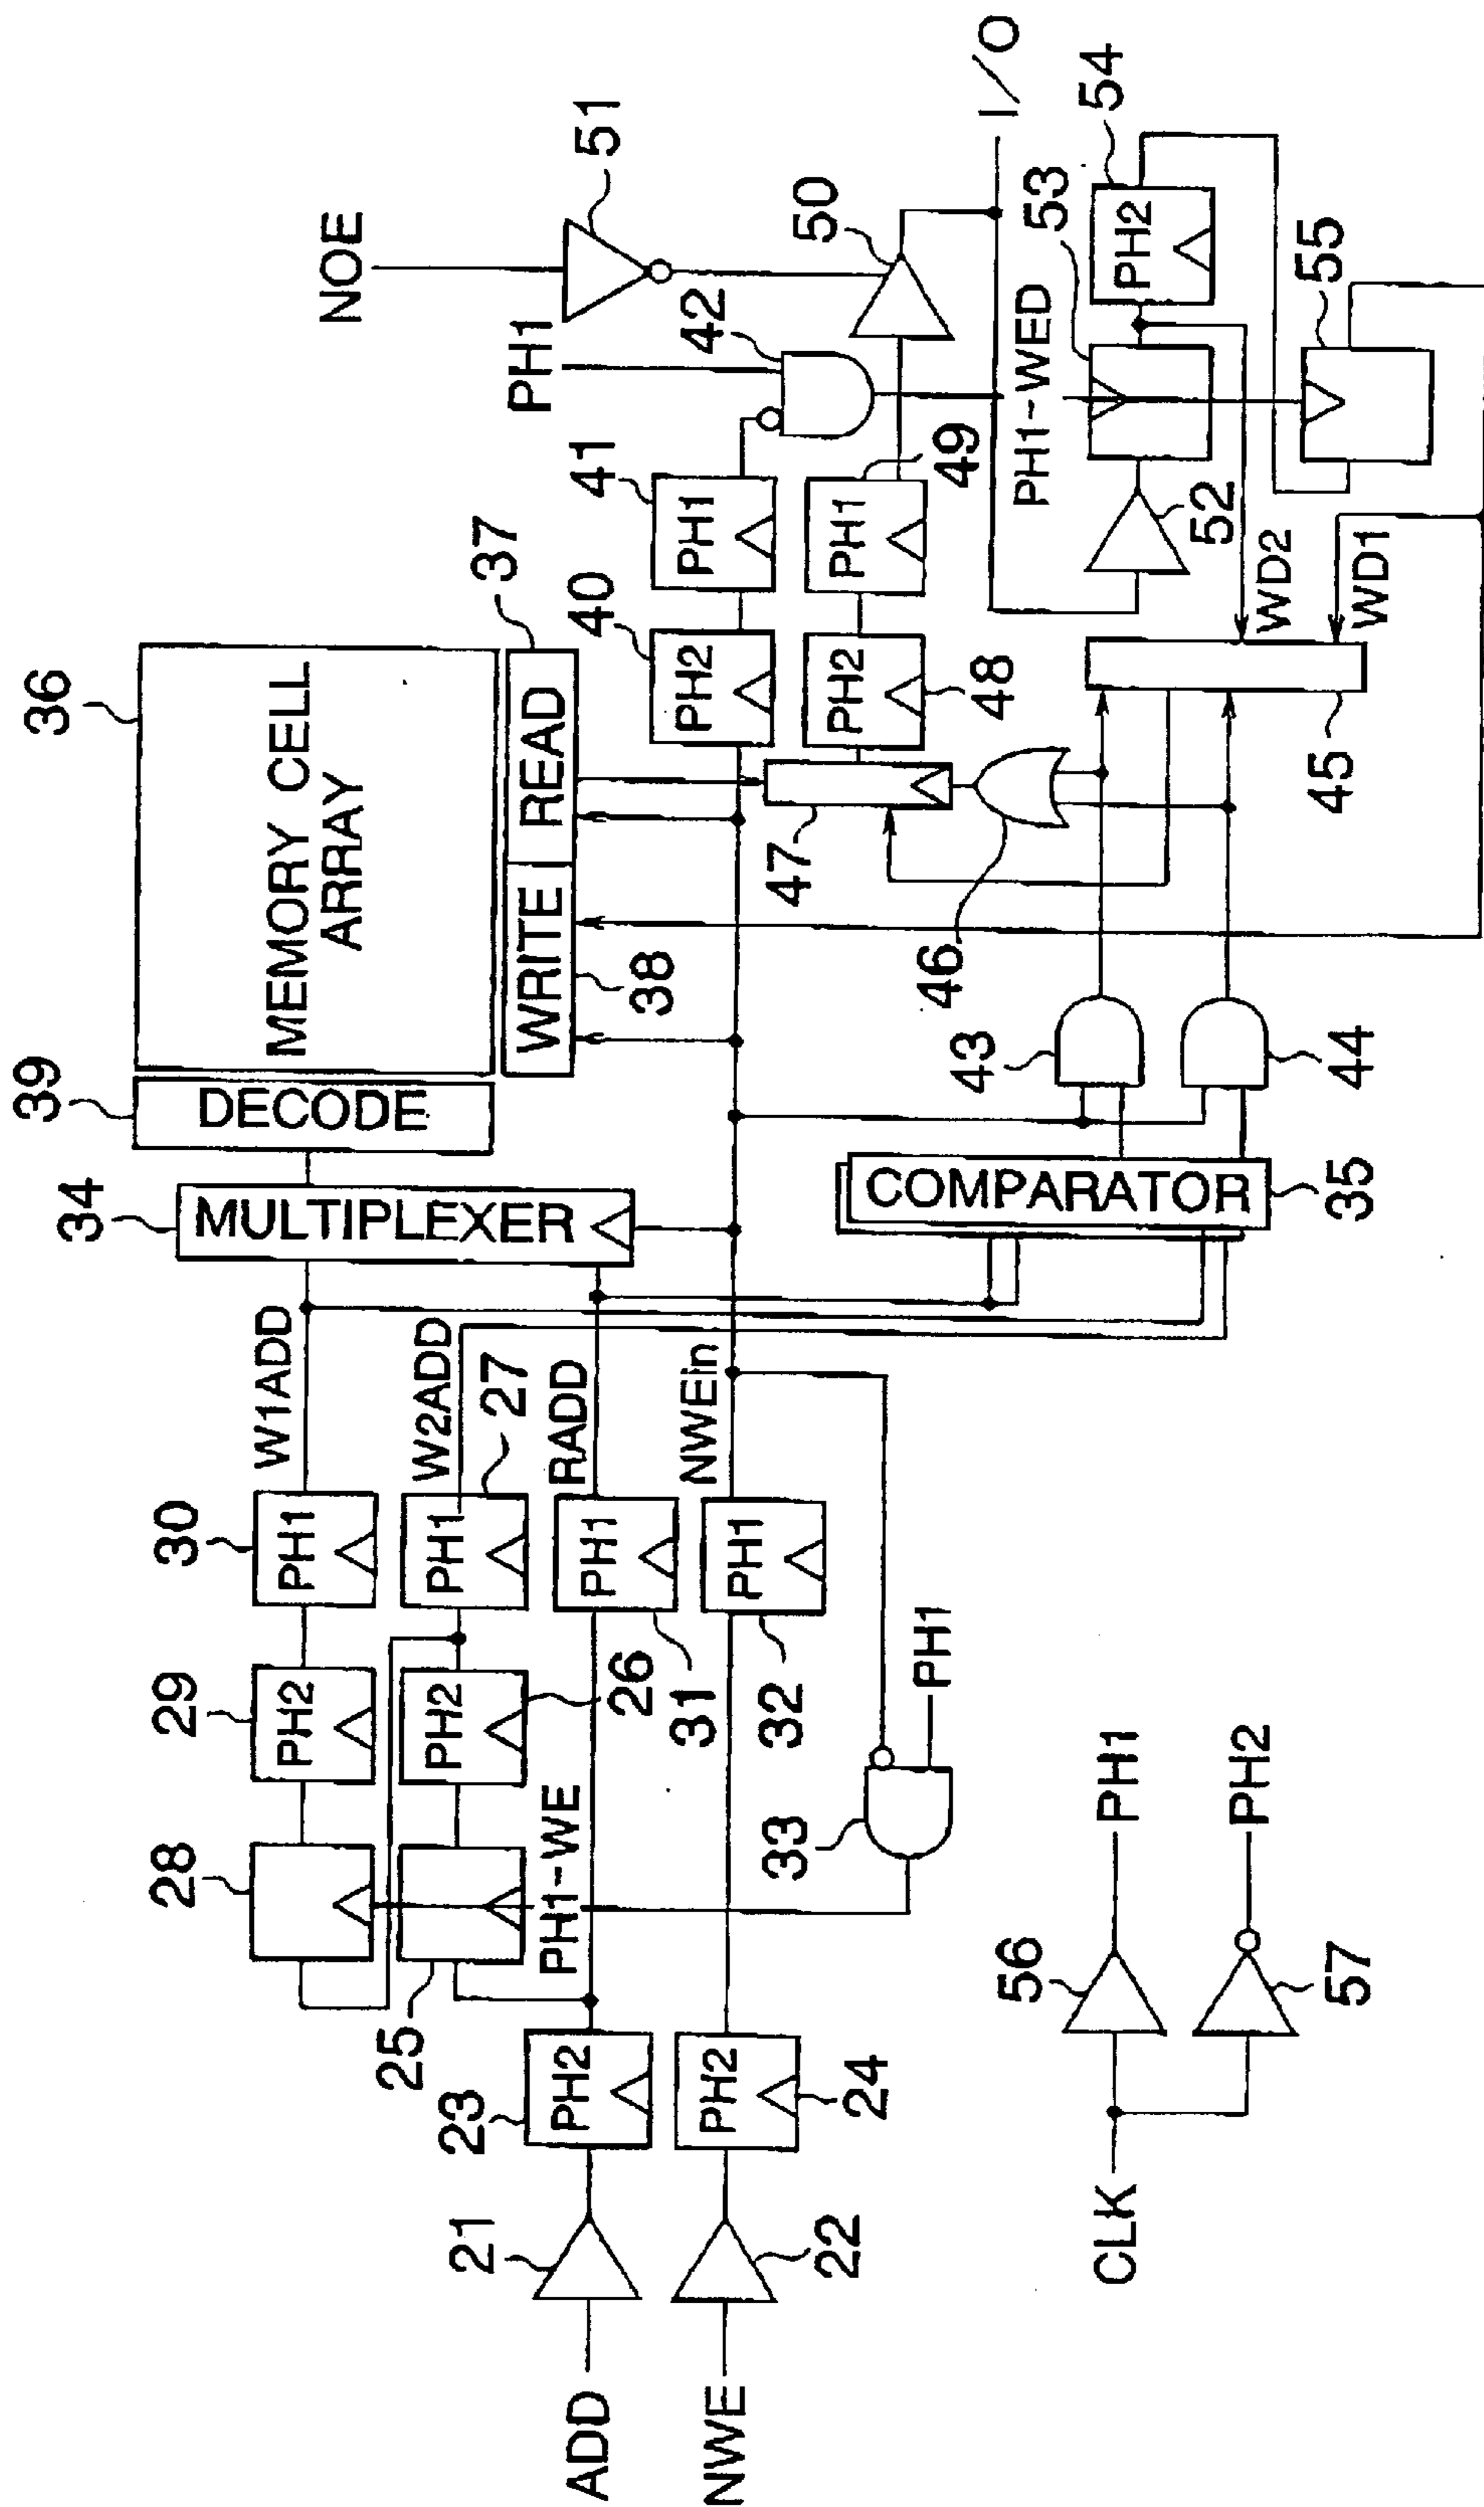 36
MEMORY CELL
ARRAY
39
DECODE
34
MULTIPLEXER
37
READ
WRITE
38
NOE
51
PH1
42
50
I/O
41
PH1
40
PH2
PH1
49
PH2
48
47
46
PH1-WED
53
54
PH2
55
52
WD2
WD1
45
43
44
COMPARATOR
35
W1ADD
W2ADD
27
RADD
NWEin
30
PH1
PH1
PH1
PH1
29
PH2
PH2
26
31
32
28
25
PH1-WE
33
PH1
23
PH2
PH2
24
21
22
ADD
NWE
56
PH1
57
PH2
CLK